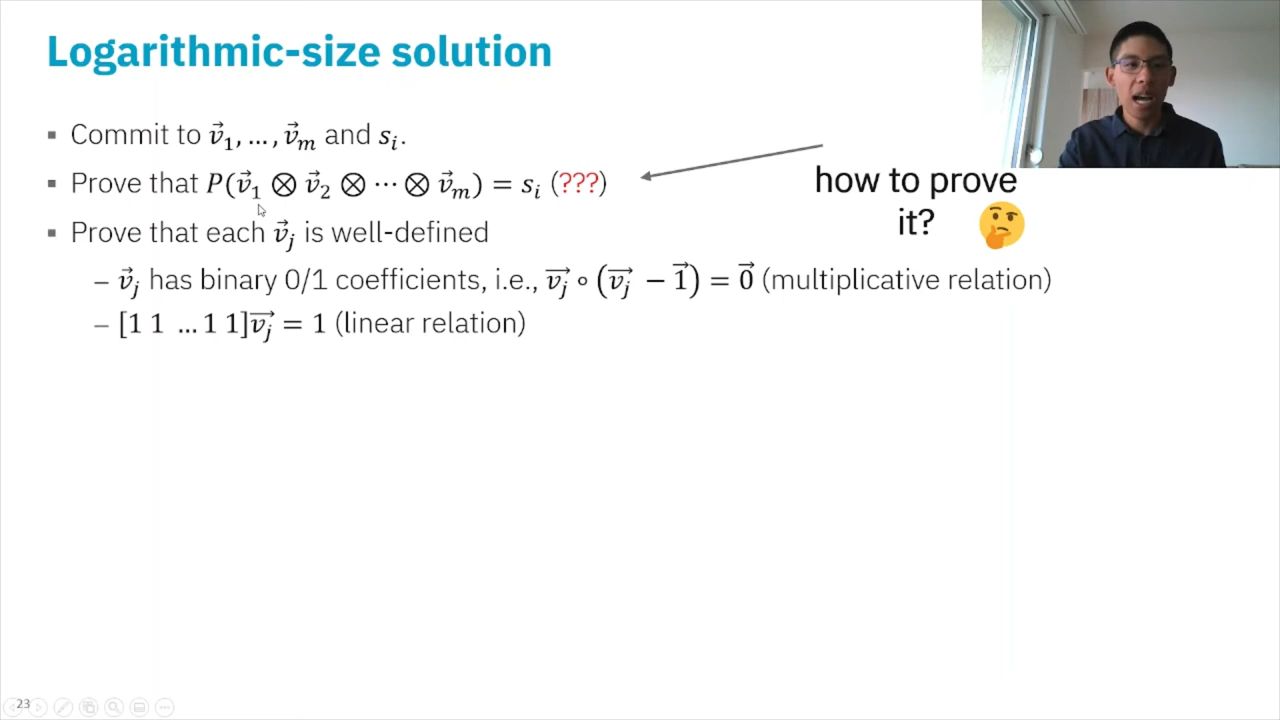 Logarithmic-size solution
▪ Commit to v⃗₁, …, v⃗ₘ and sᵢ.
▪ Prove that P(v⃗₁ ⊗ v⃗₂ ⊗ ⋯ ⊗ v⃗ₘ) = sᵢ (???)
how to prove
it? 🤔
▪ Prove that each v⃗ⱼ is well-defined
– v⃗ⱼ has binary 0/1 coefficients, i.e., v⃗ⱼ ∘ (v⃗ⱼ − 1⃗) = 0⃗ (multiplicative relation)
– [1 1 … 1 1]v⃗ⱼ = 1 (linear relation)
23